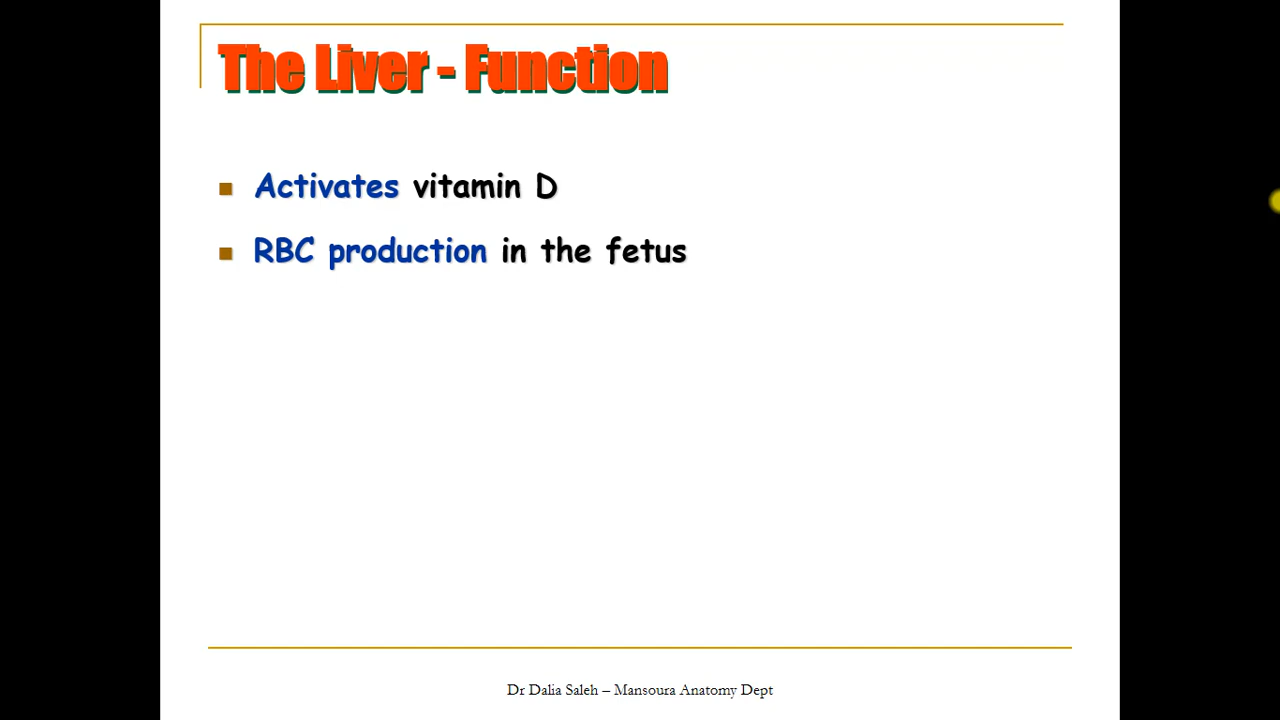 The Liver - Function
Activates vitamin D
RBC production in the fetus
Dr Dalia Saleh – Mansoura Anatomy Dept